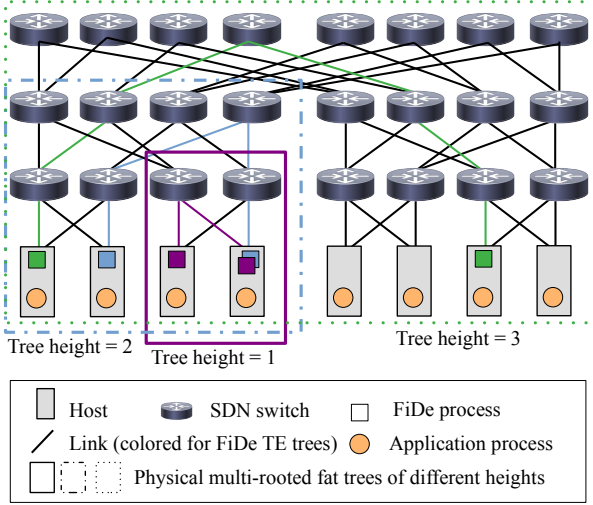 Tree height = 2
Tree height = 1
Tree height = 3
Host
SDN switch
FiDe process
Link (colored for FiDe TE trees)
Application process
Physical multi-rooted fat trees of different heights